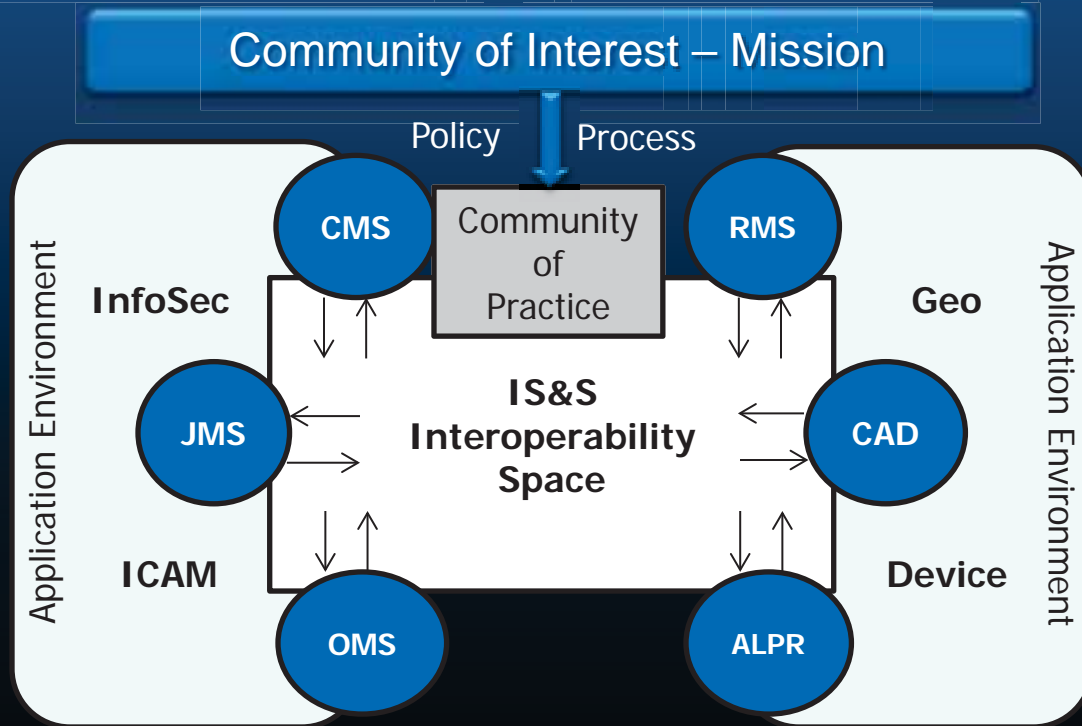 Community of Interest – Mission
Policy
Process
CMS
Community
of
Practice
RMS
Application Environment
InfoSec
Geo
Application Environment
JMS
IS&S
Interoperability
Space
CAD
ICAM
Device
OMS
ALPR